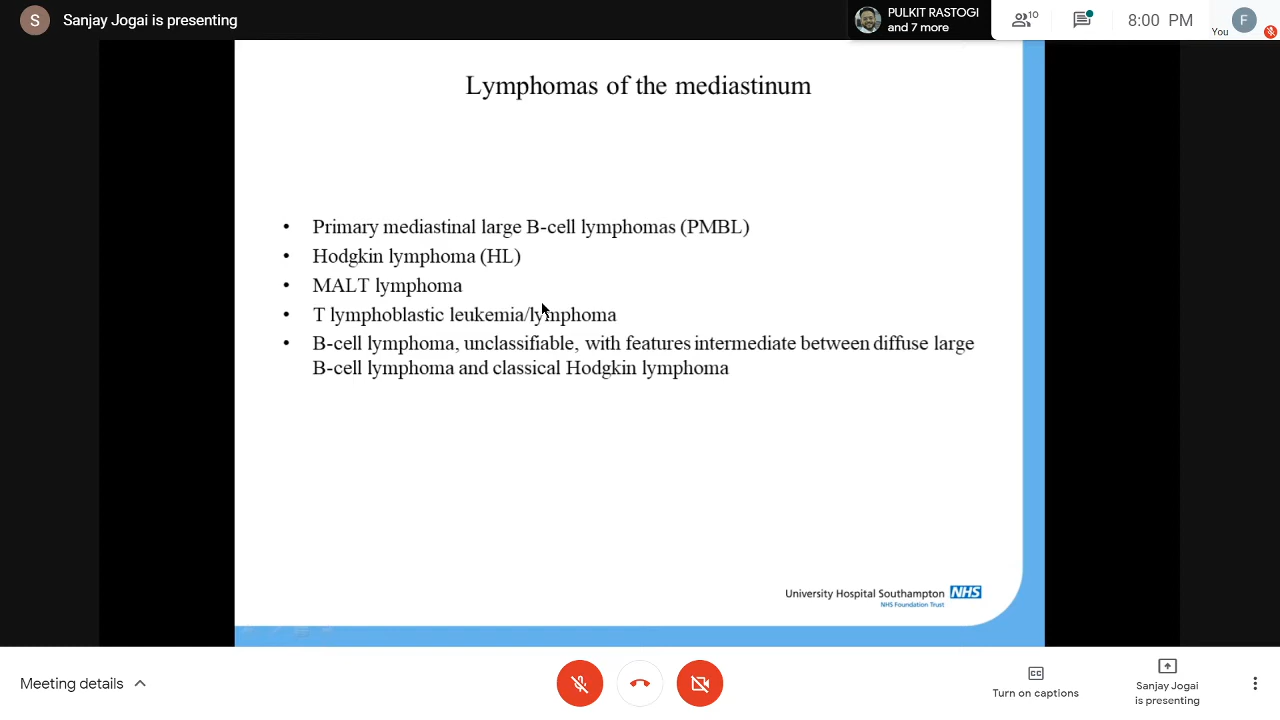 S
Sanjay Jogai is presenting
PULKIT RASTOGI
and 7 more
10
8:00 PM
You
F
Lymphomas of the mediastinum
• Primary mediastinal large B-cell lymphomas (PMBL)
• Hodgkin lymphoma (HL)
• MALT lymphoma
• T lymphoblastic leukemia/lymphoma
• B-cell lymphoma, unclassifiable, with features intermediate between diffuse large
B-cell lymphoma and classical Hodgkin lymphoma
University Hospital Southampton NHS
NHS Foundation Trust
Meeting details
CC
Turn on captions
Sanjay Jogai
is presenting